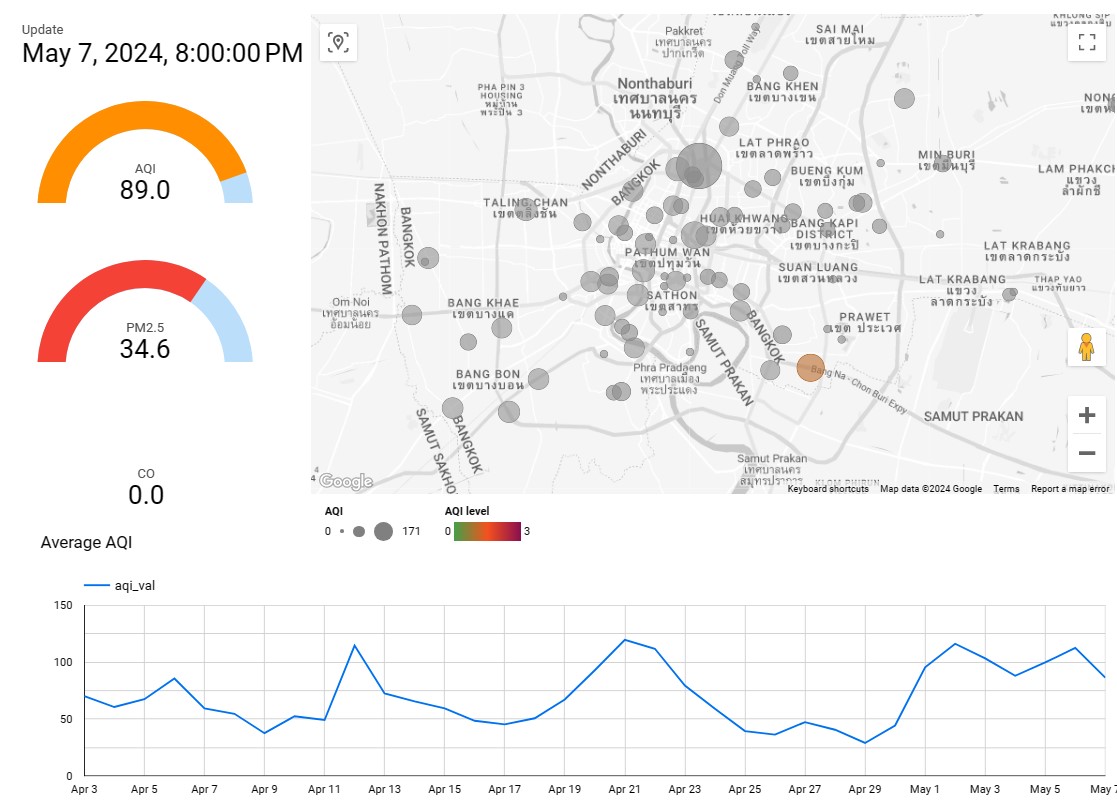 Update
May 7, 2024, 8:00:00 PM
AQI
89.0
PM2.5
34.6
CO
0.0
Pakkret
เทศบาลนคร
ปากเกร็ด
SAI MAI
เขตสายไหม
Don Muang Toll Way
PHA PIN 3
HOUSING
หมู่บ้าน
พระปิ่น 3
Nonthaburi
เทศบาลนคร
นนทบุรี
BANG KHEN
เขตบางเขน
NONTHABURI
BANGKOK
LAT PHRAO
เขตลาดพร้าว
BUENG KUM
เขตบึงกุ่ม
MIN BURI
เขตมีนบุรี
LAM PHAKCH
แขวง
ลำผักชี
NAKHON PATHOM
BANGKOK
TALING CHAN
เขตตลิ่งชัน
HUAI KHWANG
เขตห้วยขวาง
BANG KAPI
DISTRICT
เขตบางกะปิ
PATHUM WAN
เขตปทุมวัน
SUAN LUANG
เขตสวนหลวง
LAT KRABANG
เขตลาดกระบัง
LAT KRABANG
แขวง
ลาดกระบัง
THAP YAO
แขวงทับยาว
Om Noi
เทศบาลนคร
อ้อมน้อย
BANG KHAE
เขตบางแค
SATHON
เขตสาทร
PRAWET
เขต ประเวศ
SAMUT PRAKAN
BANGKOK
Phra Pradaeng
เทศบาลเมือง
พระประแดง
BANG BON
เขตบางบอน
Bang Na - Chon Buri Expy
SAMUT PRAKAN
SAMUT SAKHO
BANGKOK
Samut Prakan
เทศบาลนคร
สมุทรปราการ
4
Google
Keyboard shortcuts Map data ©2024 Google Terms Report a map error
AQI
0 171
AQI level
0 3
Average AQI
aqi_val
150
100
50
0
Apr 3 Apr 5 Apr 7 Apr 9 Apr 11 Apr 13 Apr 15 Apr 17 Apr 19 Apr 21 Apr 23 Apr 25 Apr 27 Apr 29 May 1 May 3 May 5 May